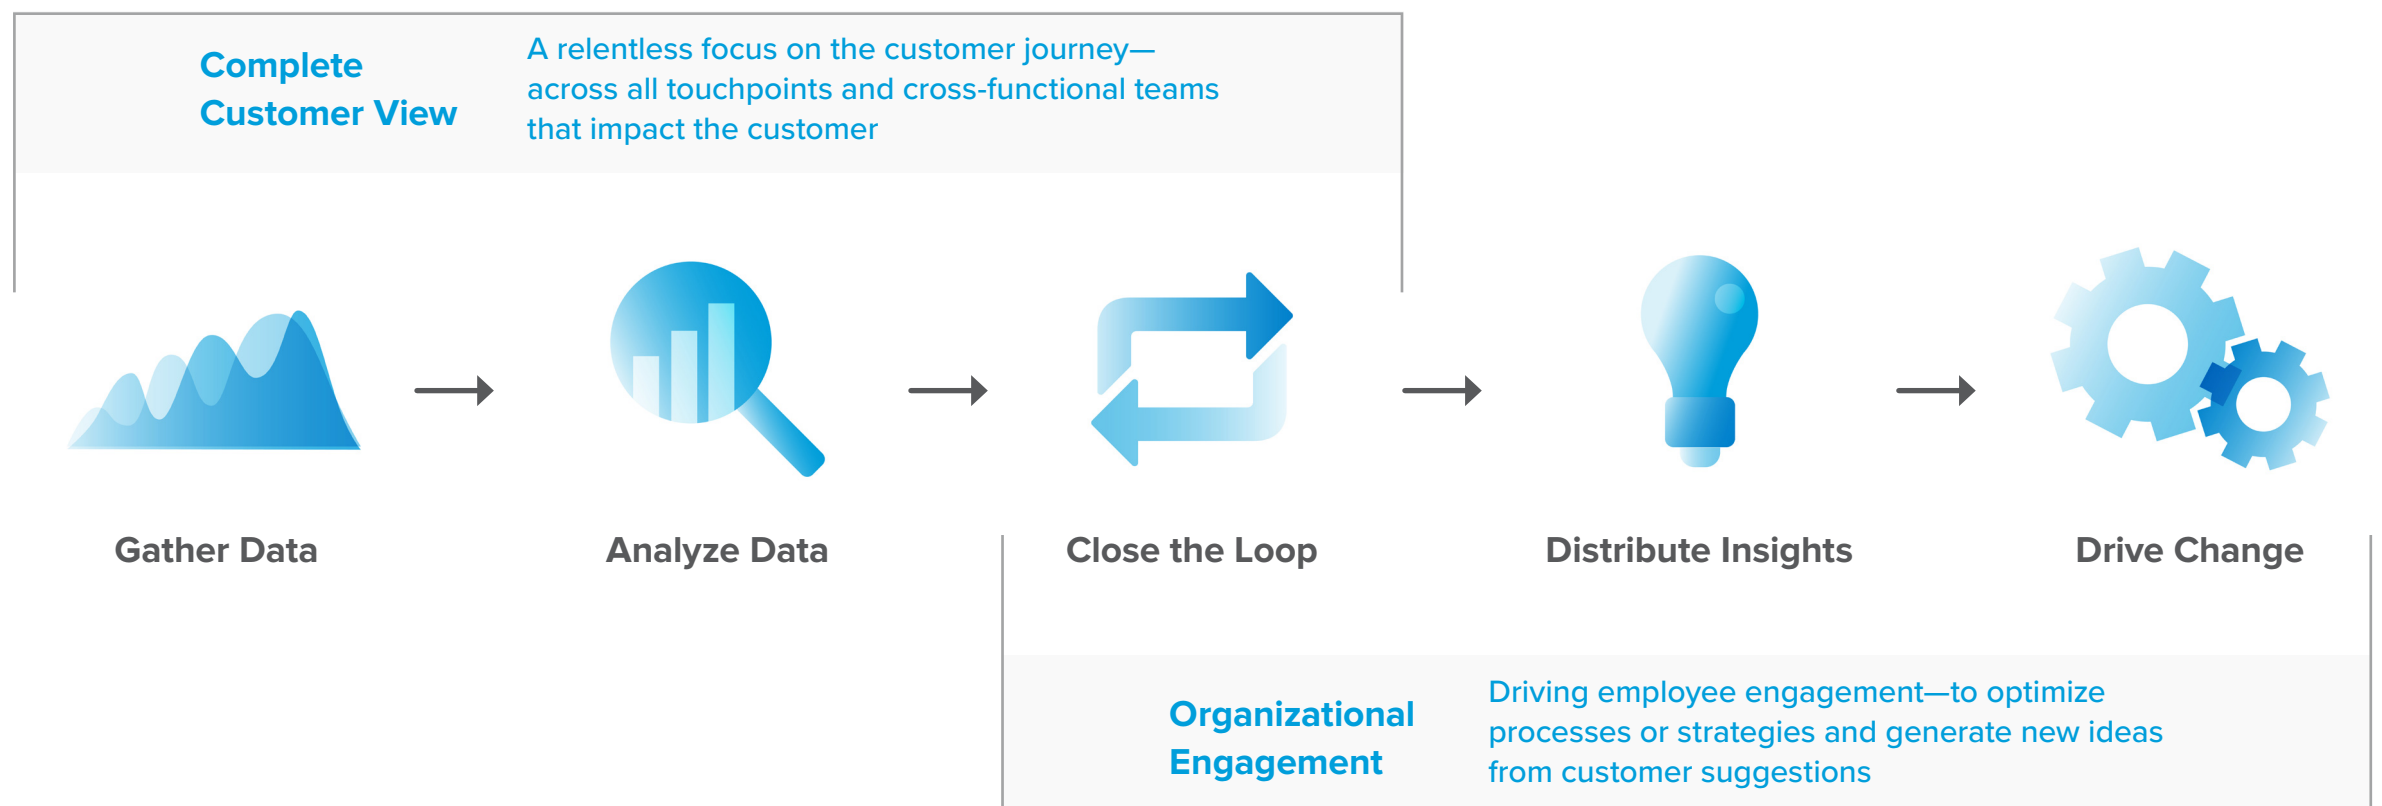 Complete
Customer View
A relentless focus on the customer journey—
across all touchpoints and cross-functional teams
that impact the customer
Gather Data
Analyze Data
Close the Loop
Distribute Insights
Drive Change
Organizational
Engagement
Driving employee engagement—to optimize
processes or strategies and generate new ideas
from customer suggestions